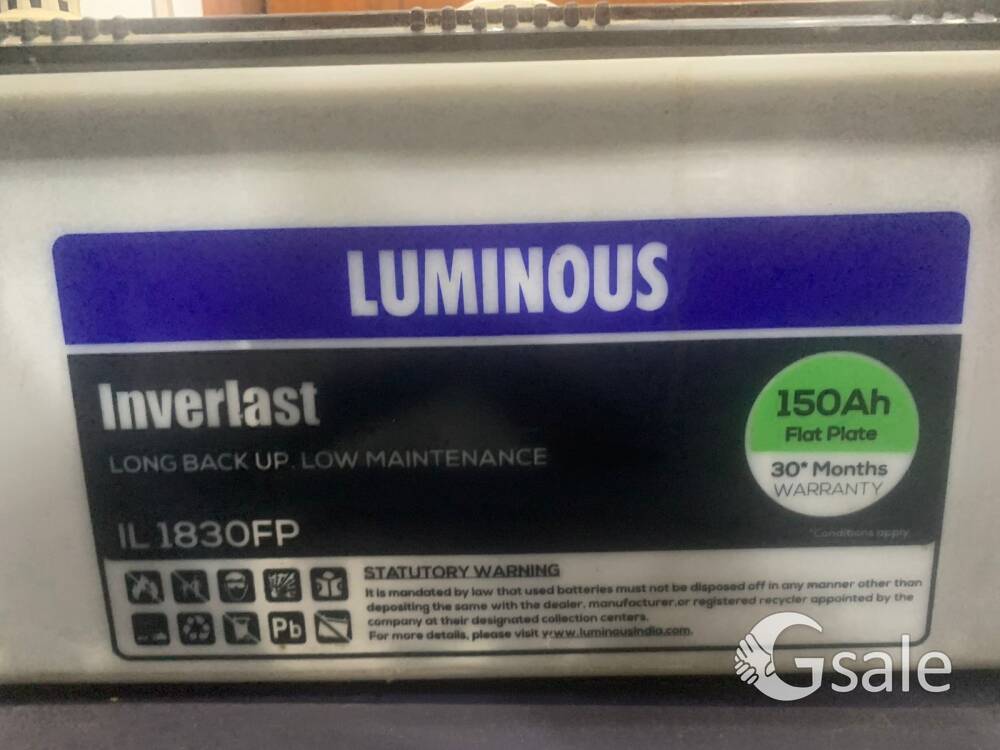 LUMINOUS
Inverlast
LONG BACK UP. LOW MAINTENANCE
IL 1830FP
150Ah
Flat Plate
30* Months
WARRANTY
*Conditions apply
STATUTORY WARNING
It is mandated by law that used batteries must not be disposed off in any manner other than
depositing the same with the dealer, manufacturer,or registered recycler appointed by the
company at their designated collection centers.
For more details, please visit www.luminousindia.com.
Pb
Gsale